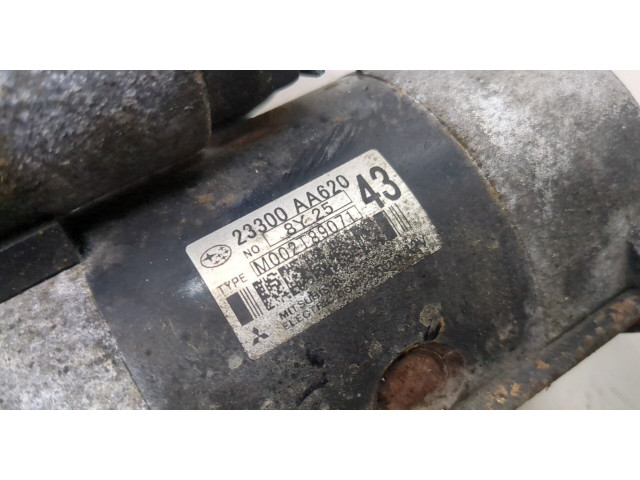 23300 AA620
43
NO 8Y-25
TYPE M002T89071
MITSUBISHI
ELECTRIC